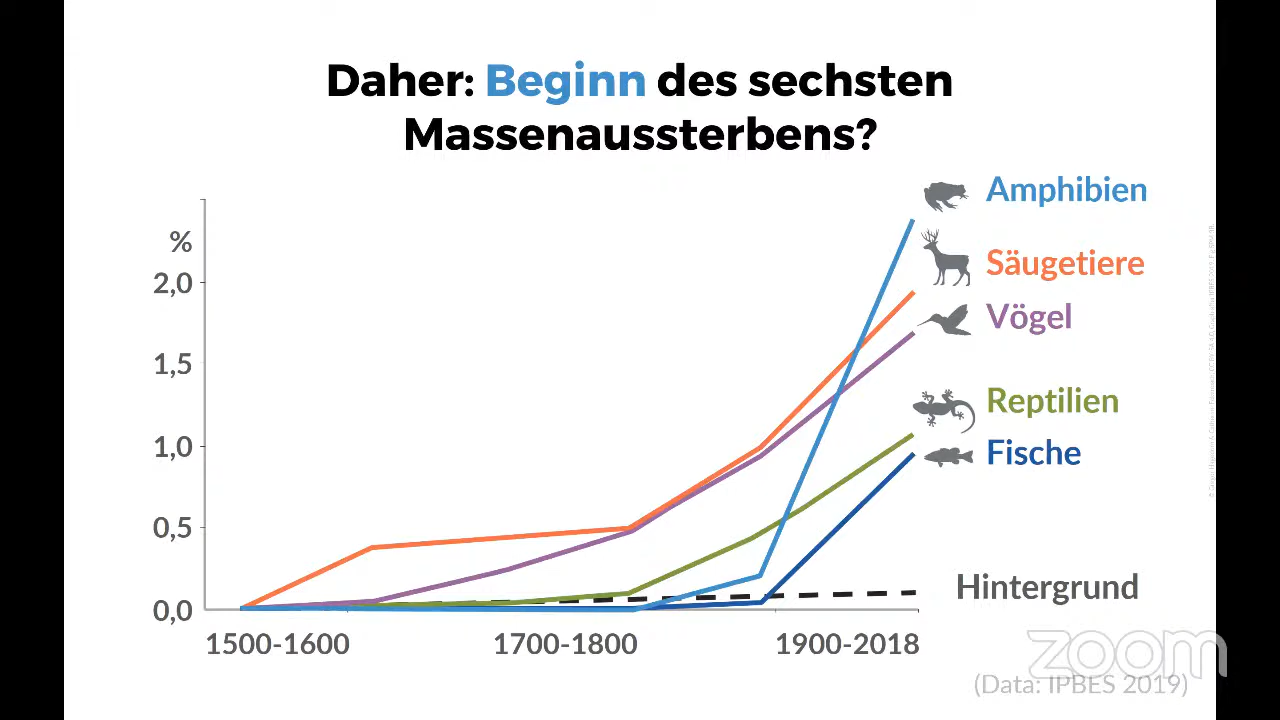 Daher: Beginn des sechsten
Massenaussterbens?
%
2,0
1,5
1,0
0,5
0,0
1500-1600
1700-1800
1900-2018
Amphibien
Säugetiere
Vögel
Reptilien
Fische
Hintergrund
zoom
(Data: IPBES 2019)